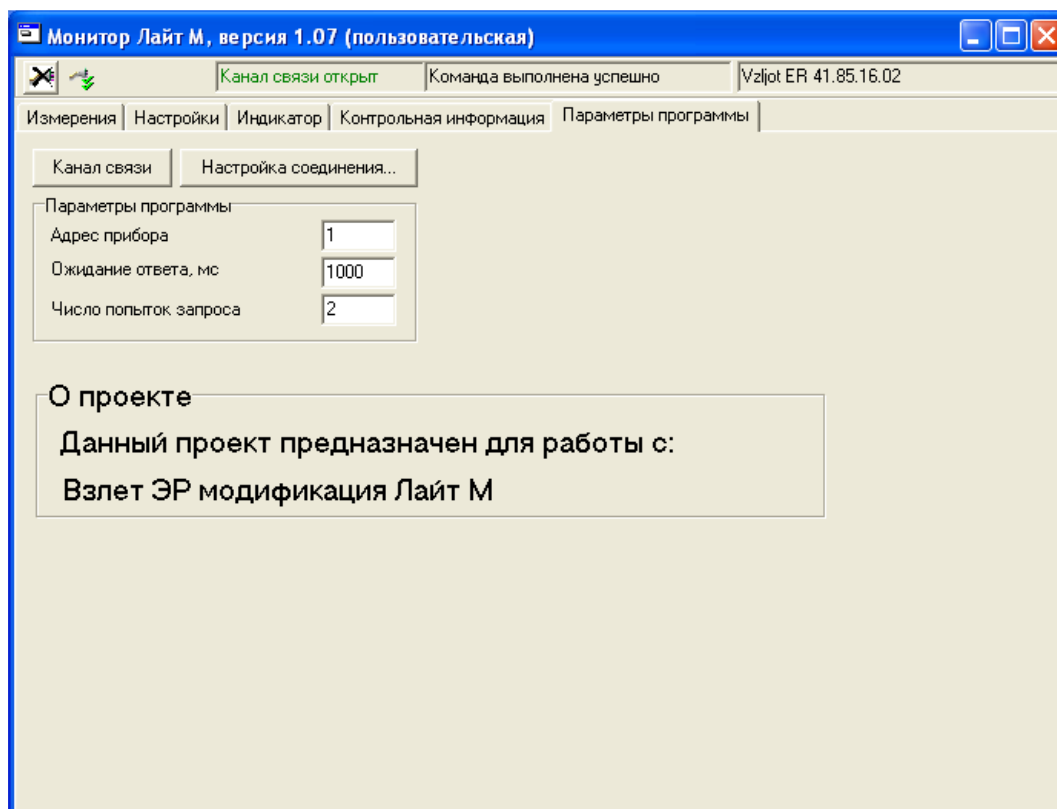 Монитор Лайт М, версия 1.07 (пользовательская)
Канал связи открыт
Команда выполнена успешно
Vzljot ER 41.85.16.02
Измерения
Настройки
Индикатор
Контрольная информация
Параметры программы
Канал связи
Настройка соединения...
Параметры программы
Адрес прибора
1
Ожидание ответа, мс
1000
Число попыток запроса
2
О проекте
Данный проект предназначен для работы с:
Взлет ЭР модификация Лайт М